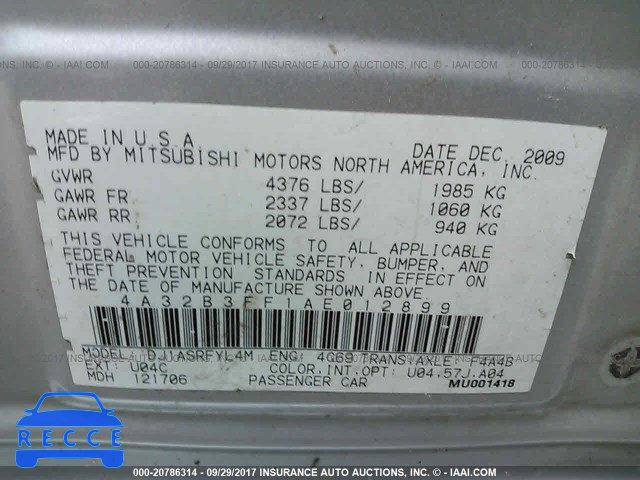 000-20786314 - 09/29/2017 INSURANCE AUTO AUCTIONS, INC. - © IAAI.COM
MADE IN U.S.A DATE DEC. 2009
MFD BY MITSUBISHI MOTORS NORTH AMERICA, INC.
GVWR 4376 LBS/ 1985 KG
GAWR FR 2337 LBS/ 1060 KG
GAWR RR 2072 LBS/ 940 KG
THIS VEHICLE CONFORMS TO ALL APPLICABLE
FEDERAL MOTOR VEHICLE SAFETY, BUMPER, AND
THEFT PREVENTION STANDARDS IN EFFECT ON
THE DATE OF MANUFACTURE SHOWN ABOVE.
4A32B3FF1AE012899
MODEL: DJ1ASRFYL4M ENG: 4G69 TRANS.AXLE: F4A4B
EXT: U04C COLOR.INT.OPT: U04.57J.A04
MDH 121706 PASSENGER CAR MU001418
RECCE
000-20786314 - 09/29/2017 INSURANCE AUTO AUCTIONS, INC. - © IAAI.COM